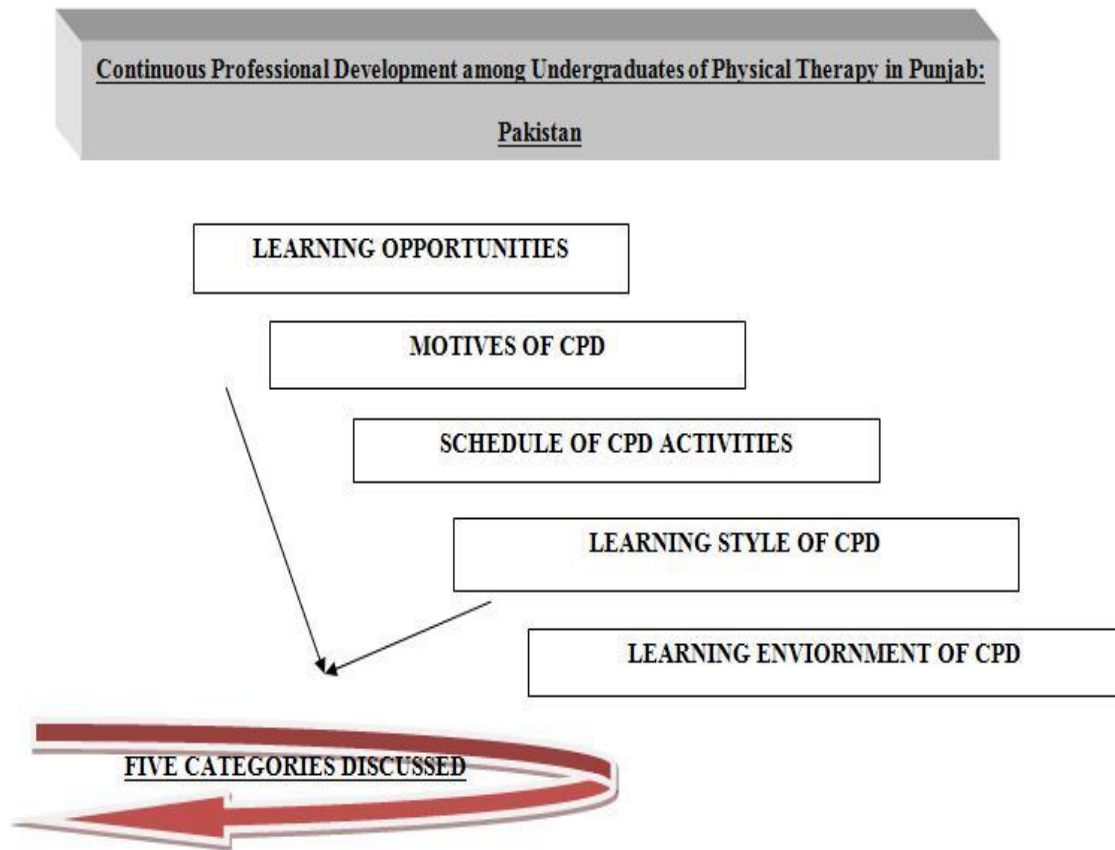 Continuous Professional Development among Undergraduates of Physical Therapy in Punjab:
Pakistan
LEARNING OPPORTUNITIES
MOTIVES OF CPD
SCHEDULE OF CPD ACTIVITIES
LEARNING STYLE OF CPD
LEARNING ENVIORNMENT OF CPD
FIVE CATEGORIES DISCUSSED